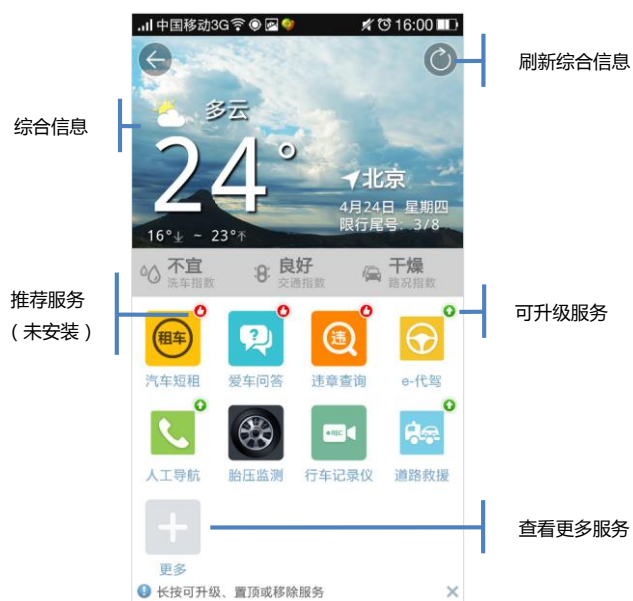 中国移动3G 16:00
刷新综合信息
综合信息
多云
24°
北京
4月24日 星期四
限行尾号: 3/8
16° ~ 23°
不宜
洗车指数
良好
交通指数
干燥
路况指数
推荐服务
（未安装）
可升级服务
租车
?
违
汽车短租 爱车问答 违章查询 e-代驾
REC
人工导航 胎压监测 行车记录仪 道路救援
查看更多服务
更多
长按可升级、置顶或移除服务